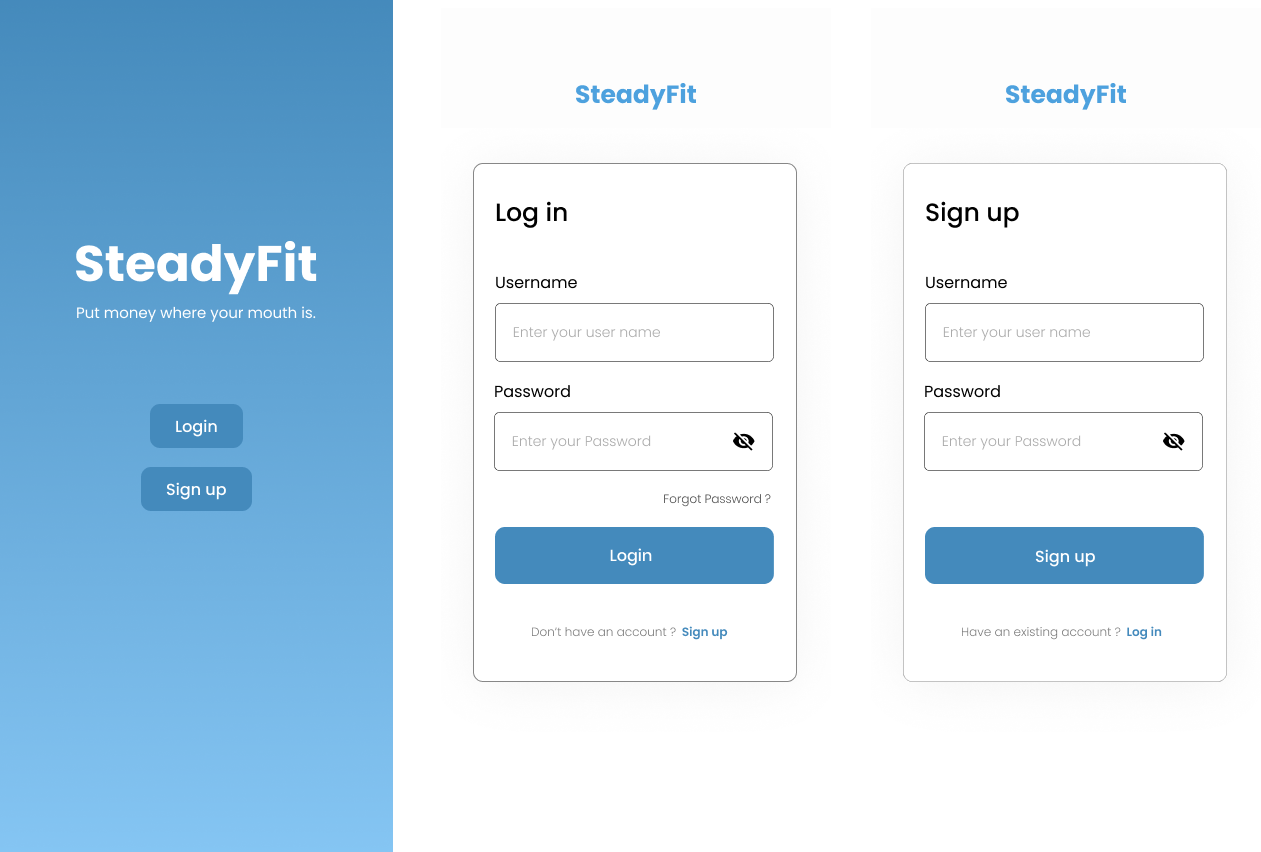 SteadyFit
Put money where your mouth is.
Login
Sign up
SteadyFit
Log in
Username
Enter your user name
Password
Enter your Password
Forgot Password ?
Login
Don't have an account ? Sign up
SteadyFit
Sign up
Username
Enter your user name
Password
Enter your Password
Sign up
Have an existing account ? Log in